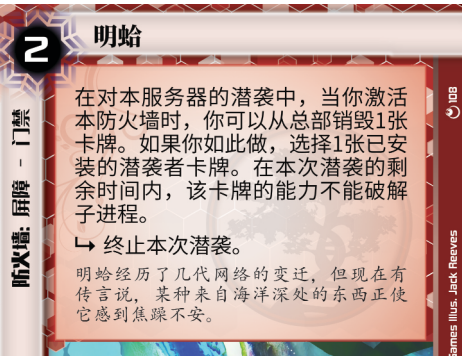 2
明蛤
在对本服务器的潜袭中，当你激活
本防火墙时，你可以从总部销毁1张
卡牌。如果你如此做，选择1张已安
装的潜袭者卡牌。在本次潜袭的剩
余时间内，该卡牌的能力不能破解
子进程。
↳ 终止本次潜袭。
明蛤经历了几代网络的变迁，但现在有
传言说，某种来自海洋深处的东西正使
它感到焦躁不安。
防火墙: 屏障 - 门禁
108
Games Illus. Jack Reeves